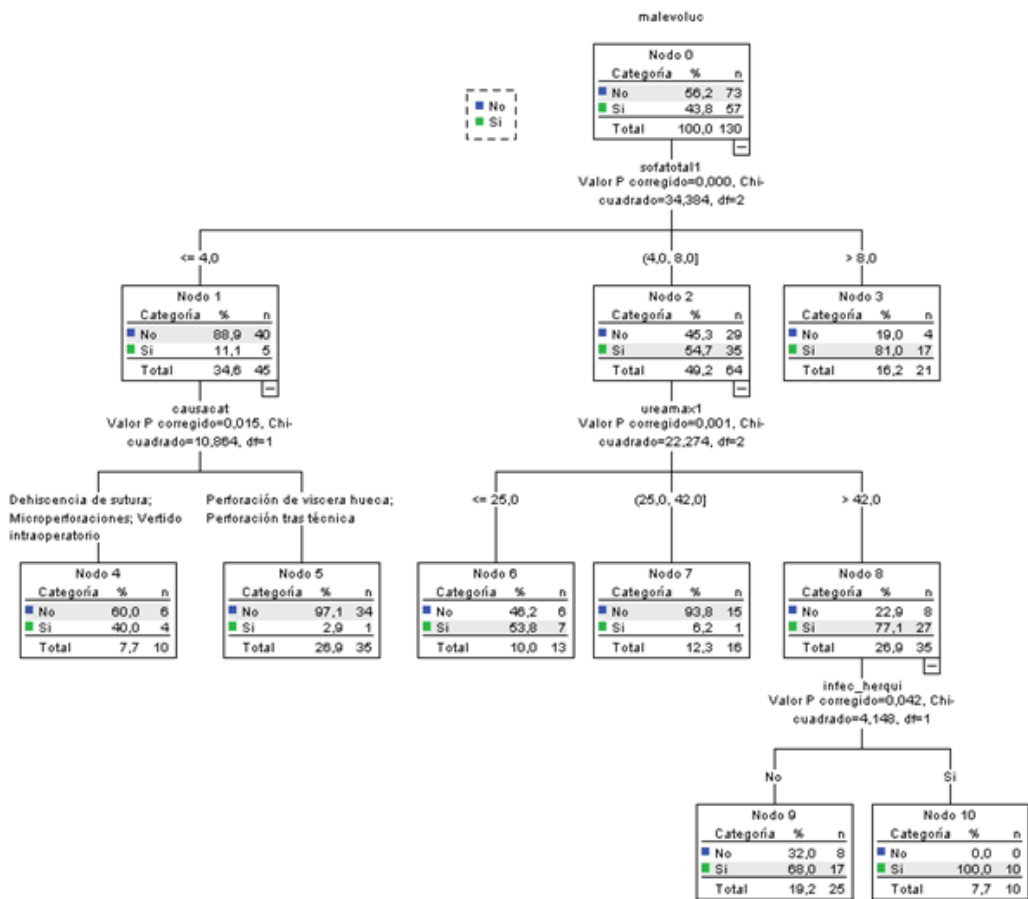 malevoluc
Nodo 0
Categoría % n
No 56,2 73
Si 43,8 57
Total 100,0 130
No
Si
sofatotal1
Valor P corregido=0,000, Chi-
cuadrado=34,384, df=2
<= 4,0
(4,0, 8,0]
> 8,0
Nodo 1
Categoría % n
No 88,9 40
Si 11,1 5
Total 34,6 45
Nodo 2
Categoría % n
No 45,3 29
Si 54,7 35
Total 49,2 64
Nodo 3
Categoría % n
No 19,0 4
Si 81,0 17
Total 16,2 21
causacat
Valor P corregido=0,015, Chi-
cuadrado=10,864, df=1
ureamax1
Valor P corregido=0,001, Chi-
cuadrado=22,274, df=2
Dehiscencia de sutura;
Microperforaciones; Vertido
intraoperatorio
Perforación de viscera hueca;
Perforación tras técnica
<= 25,0
(25,0, 42,0]
> 42,0
Nodo 4
Categoría % n
No 60,0 6
Si 40,0 4
Total 7,7 10
Nodo 5
Categoría % n
No 97,1 34
Si 2,9 1
Total 26,9 35
Nodo 6
Categoría % n
No 46,2 6
Si 53,8 7
Total 10,0 13
Nodo 7
Categoría % n
No 93,8 15
Si 6,2 1
Total 12,3 16
Nodo 8
Categoría % n
No 22,9 8
Si 77,1 27
Total 26,9 35
infec_herqui
Valor P corregido=0,042, Chi-
cuadrado=4,148, df=1
No
Si
Nodo 9
Categoría % n
No 32,0 8
Si 68,0 17
Total 19,2 25
Nodo 10
Categoría % n
No 0,0 0
Si 100,0 10
Total 7,7 10